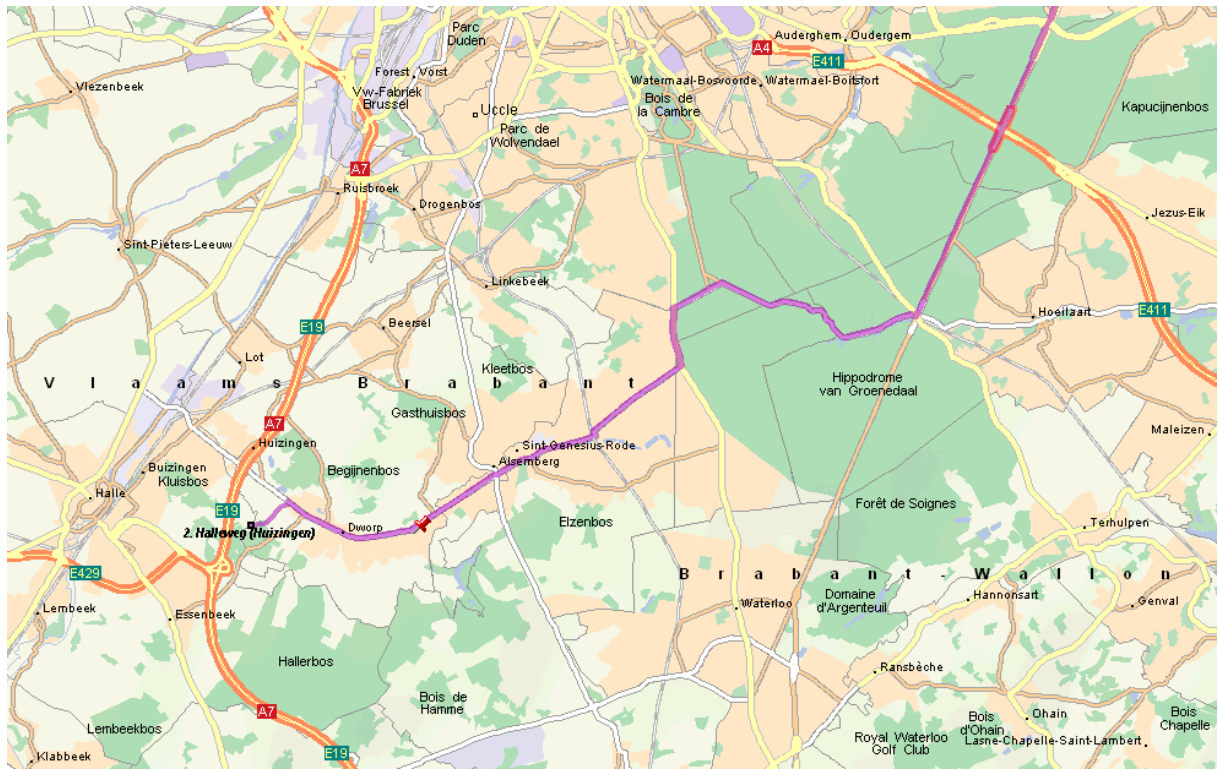 Parc
Duden
Auderghem
Oudergem
A4
E411
Forest
Vorst
Vlezenbeek
Vw-Fabriek
Brussel
Watermaal-Bosvoorde
Watermael-Boitsfort
Bois de
la Cambre
Kapucijnenbos
Uccle
Parc de
Wolvendael
A7
Ruisbroek
Drogenbos
Jezus-Eik
Sint-Pieters-Leeuw
Linkebeek
E19
Beersel
Hoeilaart
E411
Lot
Kleetbos
Vlaams Brabant
Hippodrome
van Groenedaal
Gasthuisbos
A7
Huizingen
Sint-Genesius-Rode
Maleizen
Alsemberg
Buizingen
Kluisbos
Begijnenbos
Halle
Forêt de Soignes
E19
2. Halleweg (Huizingen)
Dworp
Elzenbos
Terhulpen
E429
Brabant-Wallon
Lembeek
Essenbeek
Waterloo
Domaine
d'Argenteuil
Hannonsart
Genval
Hallerbos
Ransbèche
Bois de
Hamme
A7
Lembeekbos
Bois
d'Ohain
Ohain
Bois
Chapelle
Royal Waterloo
Golf Club
Lasne-Chapelle-Saint-Lambert
E19
Klabbeek